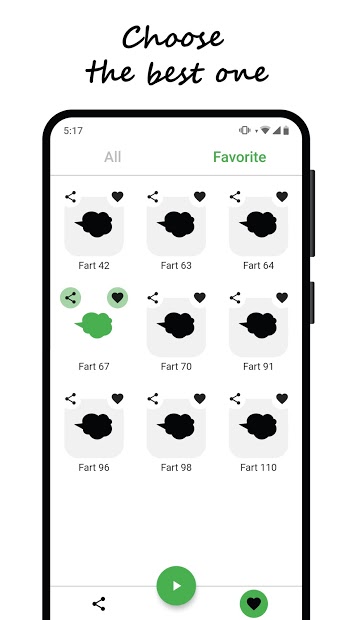 Choose
the best one
5:17
All Favorite
Fart 42 Fart 63 Fart 64
Fart 67 Fart 70 Fart 91
Fart 96 Fart 98 Fart 110